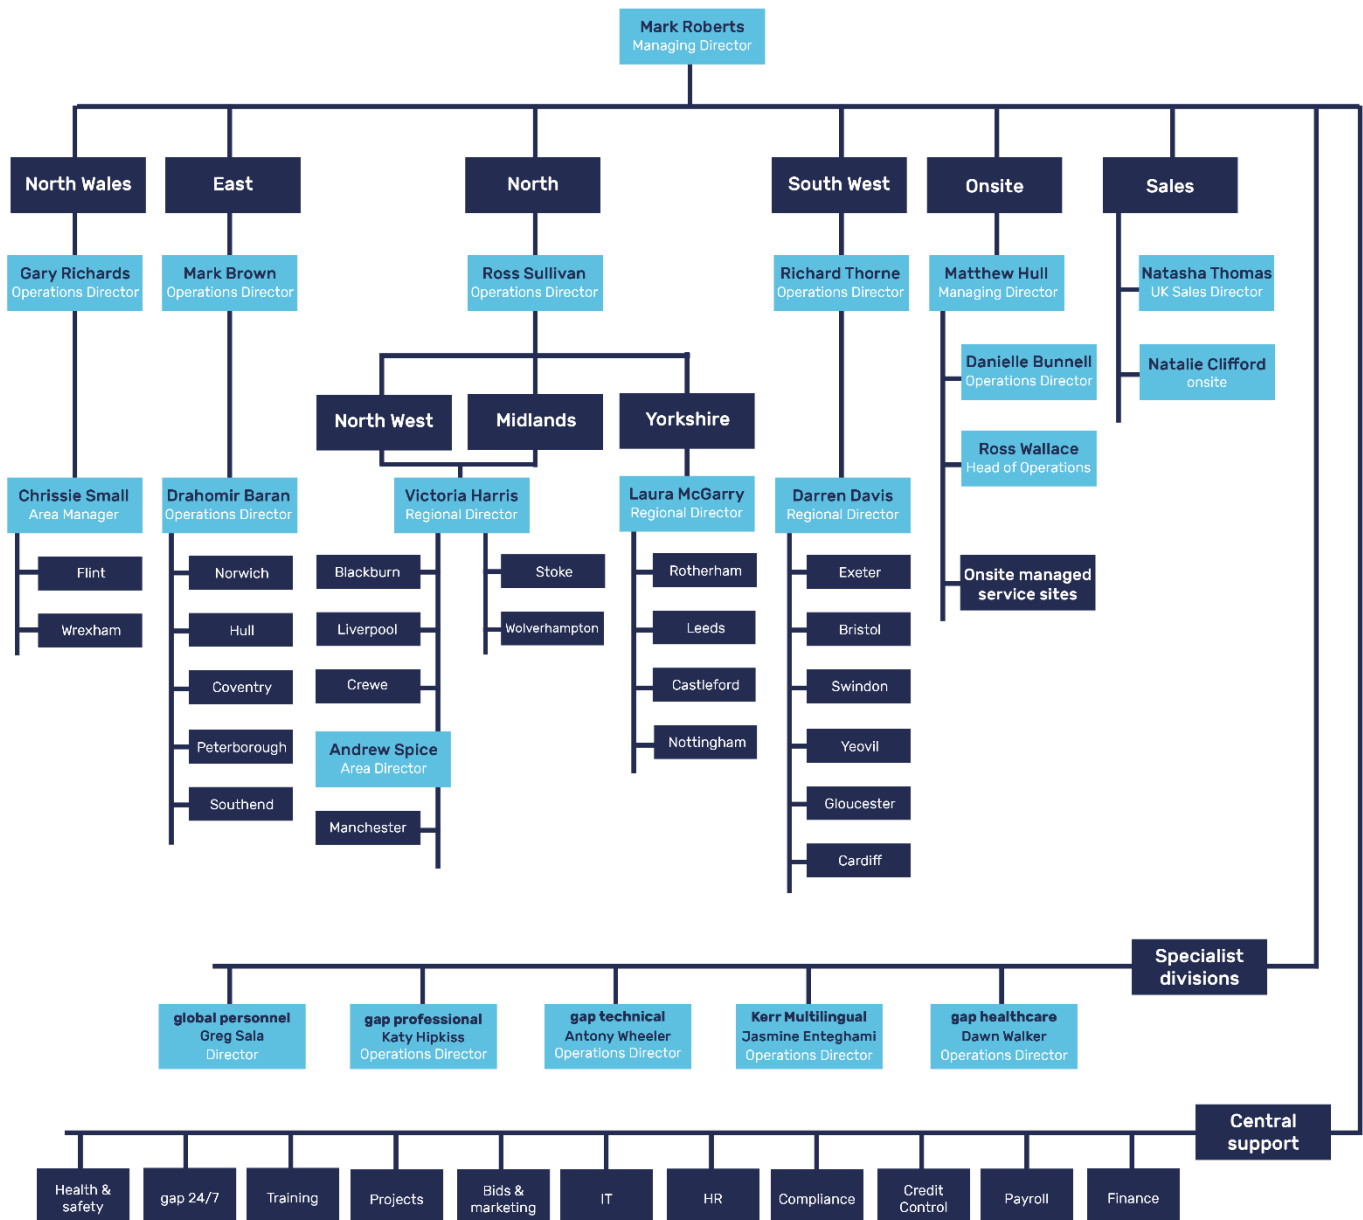 Mark Roberts
Managing Director
North Wales
East
North
South West
Onsite
Sales
Gary Richards
Operations Director
Mark Brown
Operations Director
Ross Sullivan
Operations Director
Richard Thorne
Operations Director
Matthew Hull
Managing Director
Natasha Thomas
UK Sales Director
Danielle Bunnell
Operations Director
Natalie Clifford
onsite
North West
Midlands
Yorkshire
Ross Wallace
Head of Operations
Chrissie Small
Area Manager
Drahomir Baran
Operations Director
Victoria Harris
Regional Director
Laura McGarry
Regional Director
Darren Davis
Regional Director
Onsite managed
service sites
Flint
Wrexham
Norwich
Hull
Coventry
Peterborough
Southend
Blackburn
Liverpool
Crewe
Andrew Spice
Area Director
Manchester
Stoke
Wolverhampton
Rotherham
Leeds
Castleford
Nottingham
Exeter
Bristol
Swindon
Yeovil
Gloucester
Cardiff
Specialist
divisions
global personnel
Greg Sala
Director
gap professional
Katy Hipkiss
Operations Director
gap technical
Antony Wheeler
Operations Director
Kerr Multilingual
Jasmine Enteghami
Operations Director
gap healthcare
Dawn Walker
Operations Director
Central
support
Health &
safety
gap 24/7
Training
Projects
Bids &
marketing
IT
HR
Compliance
Credit
Control
Payroll
Finance